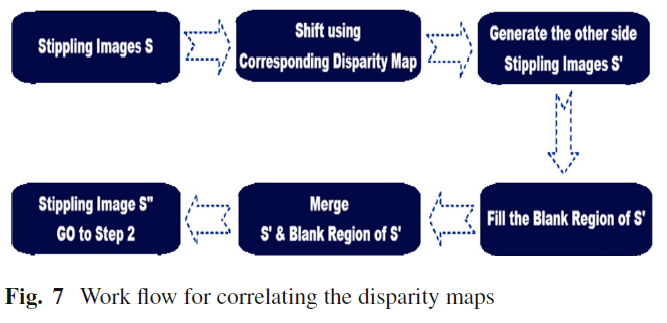 Stippling Images S
Shift using
Corresponding Disparity Map
Generate the other side
Stippling Images S'
Fill the Blank Region of S'
Merge
S' & Blank Region of S'
Stippling Image S"
GO to Step 2
Fig. 7 Work flow for correlating the disparity maps